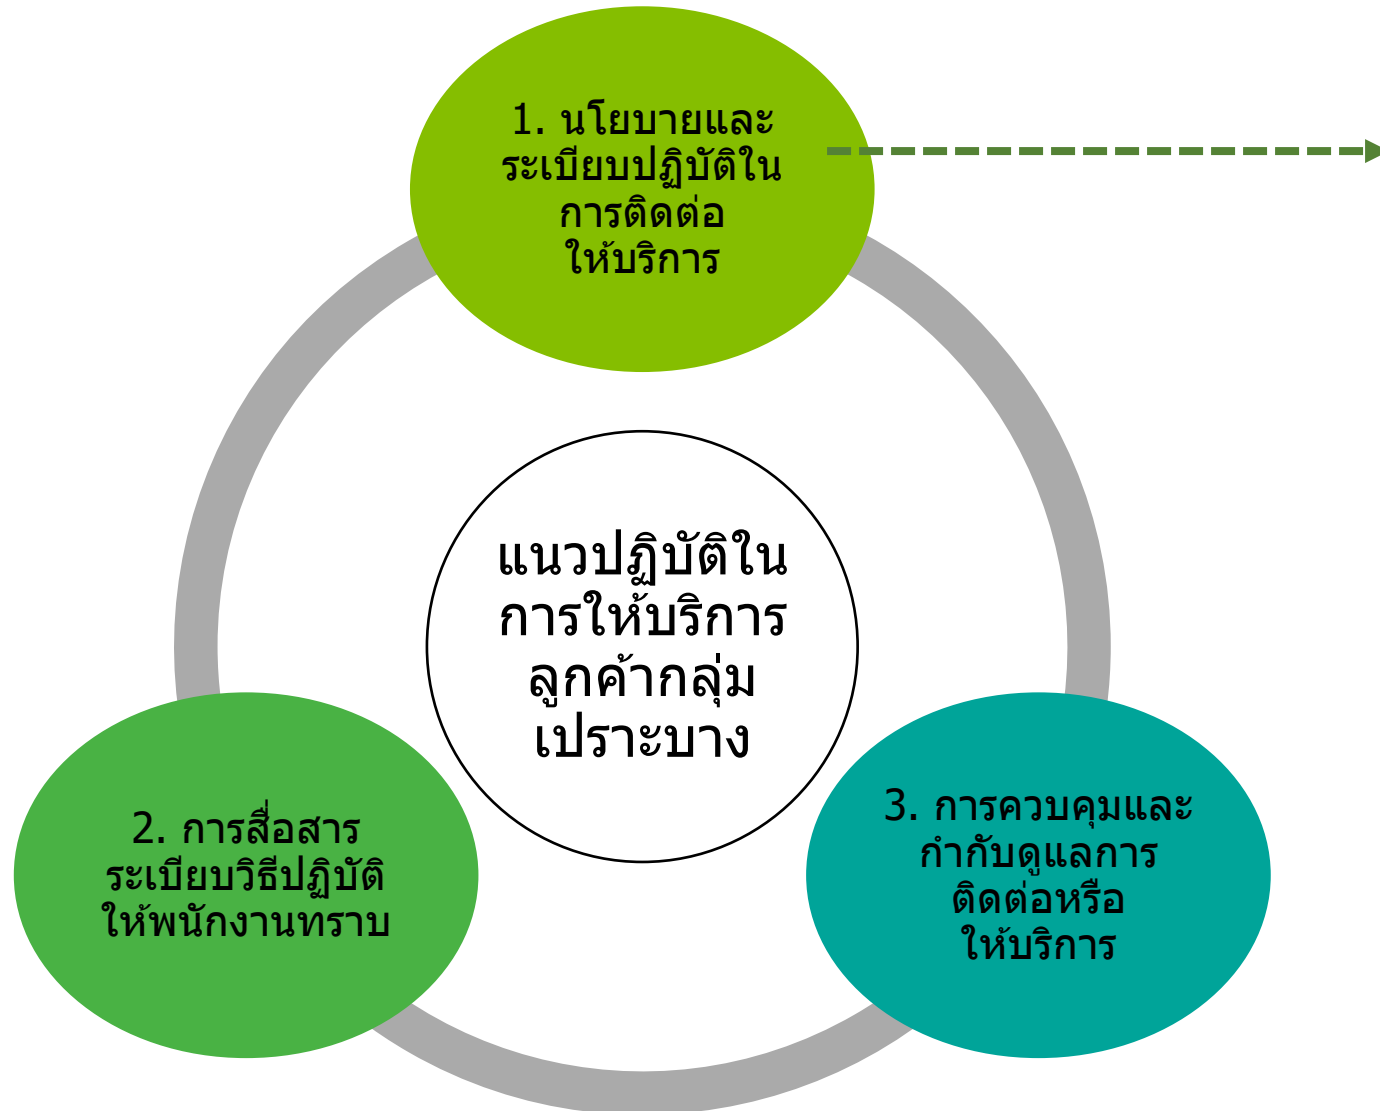 1. นโยบายและ
ระเบียบปฏิบัติใน
การติดต่อ
ให้บริการ
แนวปฏิบัติใน
การให้บริการ
ลูกค้ากลุ่ม
เปราะบาง
2. การสื่อสาร
ระเบียบวิธีปฏิบัติ
ให้พนักงานทราบ
3. การควบคุมและ
กำกับดูแลการ
ติดต่อหรือ
ให้บริการ